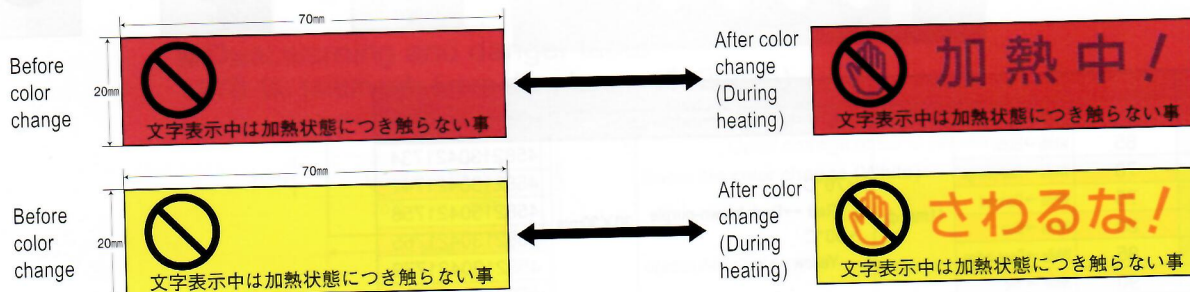 70mm
Before
color
change
20mm
文字表示中は加熱状態につき触らない事
After color
change
(During
heating)
加熱中!
文字表示中は加熱状態につき触らない事
70mm
Before
color
change
20mm
文字表示中は加熱状態につき触らない事
After color
change
(During
heating)
さわるな!
文字表示中は加熱状態につき触らない事